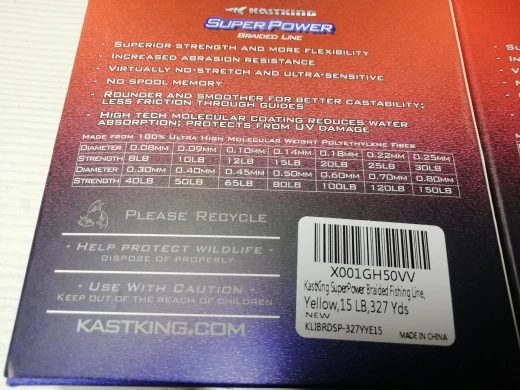 KASTKING
SUPERPOWER
BRAIDED LINE
- SUPERIOR STRENGTH AND MORE FLEXIBILITY
- INCREASED ABRASION RESISTANCE
- VIRTUALLY NO-STRETCH AND ULTRA-SENSITIVE
- NO SPOOL MEMORY
- ROUNDER AND SMOOTHER FOR BETTER CASTABILITY;
LESS FRICTION THROUGH GUIDES
- HIGH TECH MOLECULAR COATING REDUCES WATER
ABSORPTION; PROTECTS FROM UV DAMAGE
MADE FROM 100% ULTRA HIGH MOLECULAR WEIGHT POLYETHYLENE FIBER
DIAMETER 0.08MM 0.09MM 0.10MM 0.14MM 0.18MM 0.22MM 0.25MM
STRENGTH 8LB 10LB 12LB 15LB 20LB 25LB 30LB
DIAMETER 0.30MM 0.40MM 0.45MM 0.50MM 0.60MM 0.70MM 0.80MM
STRENGTH 40LB 50LB 65LB 80LB 100LB 120LB 150LB
PLEASE RECYCLE
- HELP PROTECT WILDLIFE -
DISPOSE OF PROPERLY
- USE WITH CAUTION -
KEEP OUT OF THE REACH OF CHILDREN
KASTKING.COM
X001GH50VV
KastKing SuperPower Braided Fishing Line,
Yellow,15 LB,327 Yds
NEW
KLIBRDSP-327YYE15
MADE IN CHINA